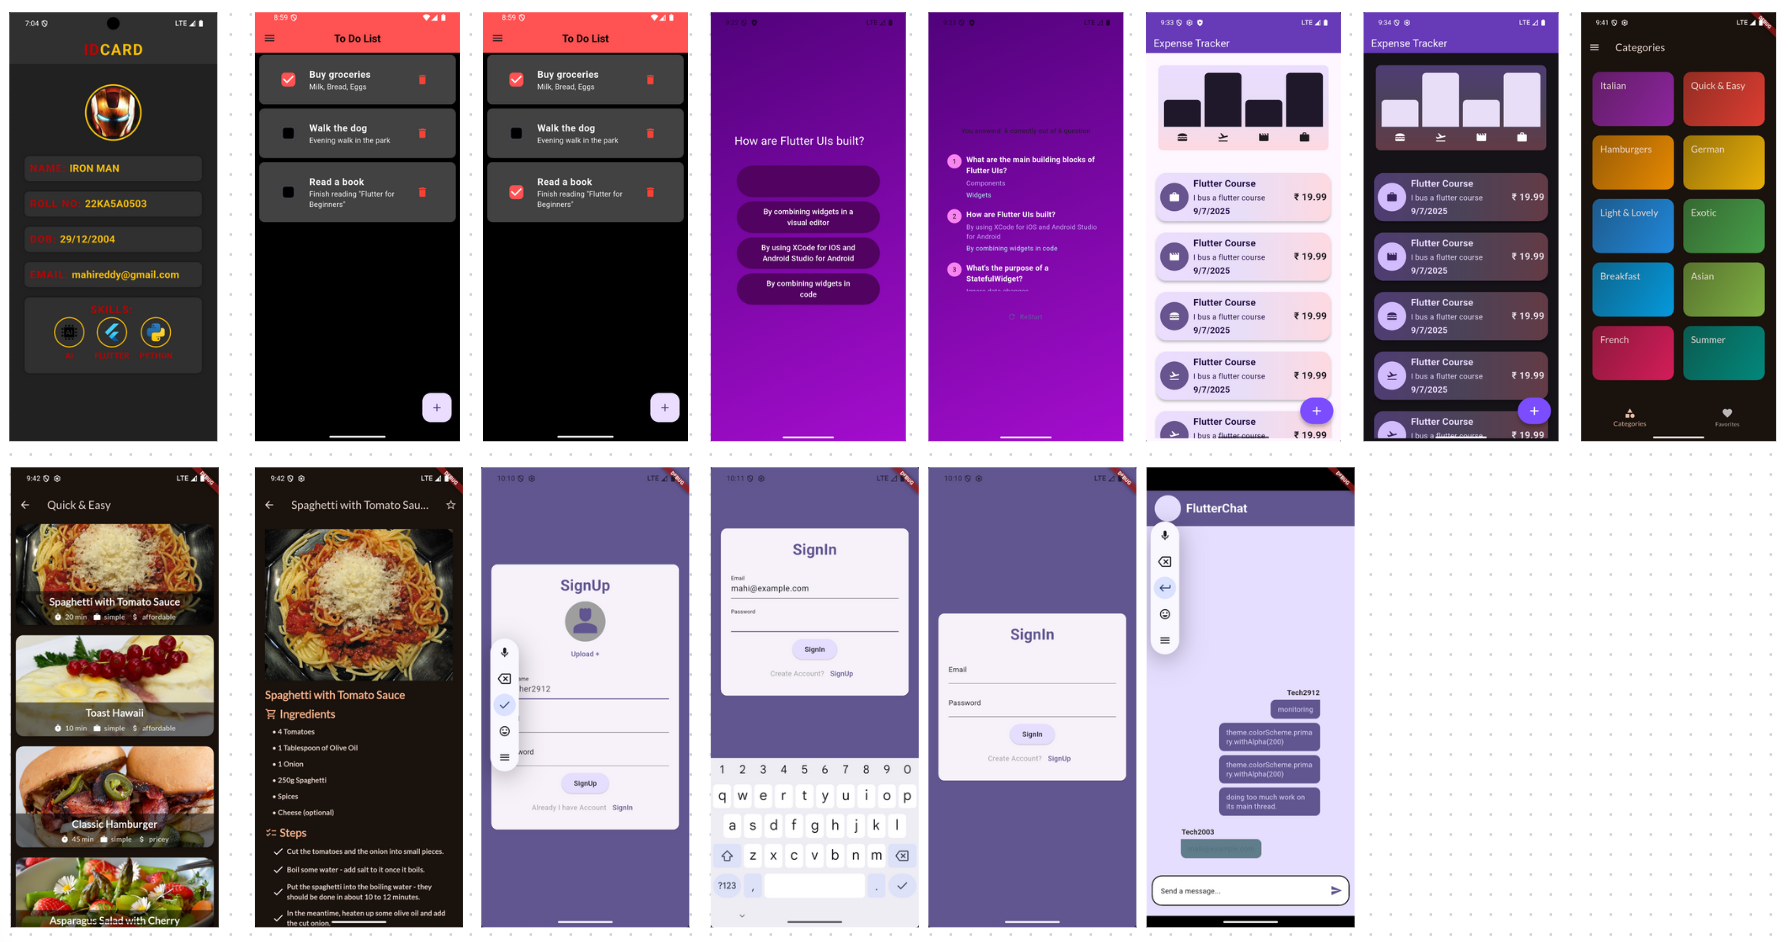 7:04
LTE
IDCARD
NAME: IRON MAN
ROLL NO: 22KA5A0503
DOB: 29/12/2004
EMAIL: mahireddy@gmail.com
SKILLS:
AI FLUTTER PYTHON
8:59
To Do List
Buy groceries
Milk, Bread, Eggs
Walk the dog
Evening walk in the park
Read a book
Finish reading "Flutter for
Beginners"
+
8:59
To Do List
Buy groceries
Milk, Bread, Eggs
Walk the dog
Evening walk in the park
Read a book
Finish reading "Flutter for
Beginners"
+
LTE
How are Flutter UIs built?
By combining widgets in a
visual editor
By using XCode for iOS and
Android Studio for Android
By combining widgets in
code
LTE
1
What are the main building blocks of
Flutter UIs?
Components
Widgets
2
How are Flutter UIs built?
By using XCode for iOS and Android Studio
for Android
By combining widgets in code
3
What's the purpose of a
StatefulWidget?
Restart
9:33
LTE
Expense Tracker
Flutter Course
I bus a flutter course
9/7/2025
₹ 19.99
Flutter Course
I bus a flutter course
9/7/2025
₹ 19.99
Flutter Course
I bus a flutter course
9/7/2025
₹ 19.99
Flutter Course
I bus a flutter course
9/7/2025
₹ 19.99
Flutter Course
I bus a flutter course
₹ 19.99
+
9:34
LTE
Expense Tracker
Flutter Course
I bus a flutter course
9/7/2025
₹ 19.99
Flutter Course
I bus a flutter course
9/7/2025
₹ 19.99
Flutter Course
I bus a flutter course
9/7/2025
₹ 19.99
Flutter Course
I bus a flutter course
9/7/2025
₹ 19.99
Flutter Course
I bus a flutter course
₹ 19.99
+
9:41
LTE
Categories
Italian
Quick & Easy
Hamburgers
German
Light & Lovely
Exotic
Breakfast
Asian
French
Summer
Categories
Favorites
9:42
LTE
DEBUG
Quick & Easy
Spaghetti with Tomato Sauce
20 min simple $ affordable
Toast Hawaii
10 min simple $ affordable
Classic Hamburger
45 min simple $ pricey
Asparagus Salad with Cherry
9:42
LTE
DEBUG
Spaghetti with Tomato Sau...
Spaghetti with Tomato Sauce
Ingredients
• 4 Tomatoes
• 1 Tablespoon of Olive Oil
• 1 Onion
• 250g Spaghetti
• Spices
• Cheese (optional)
Steps
Cut the tomatoes and the onion into small pieces.
Boil some water - add salt to it once it boils.
Put the spaghetti into the boiling water - they
should be done in about 10 to 12 minutes.
In the meantime, heaten up some olive oil and add
the cut onion.
10:10
LTE
DEBUG
SignUp
Upload +
ame
her2912
word
SignUp
Already I have Account SignIn
10:11
LTE
DEBUG
SignIn
Email
mahi@example.com
Password
SignIn
Create Account? SignUp
1 2 3 4 5 6 7 8 9 0
q w e r t y u i o p
a s d f g h j k l
z x c v b n m
?123 , .
10:10
LTE
DEBUG
SignIn
Email
Password
SignIn
Create Account? SignUp
DEBUG
FlutterChat
Tech2912
monitoring
theme.colorScheme.prima
ry.withAlpha(200)
theme.colorScheme.prima
ry.withAlpha(200)
doing too much work on
its main thread.
Tech2003
Send a message...